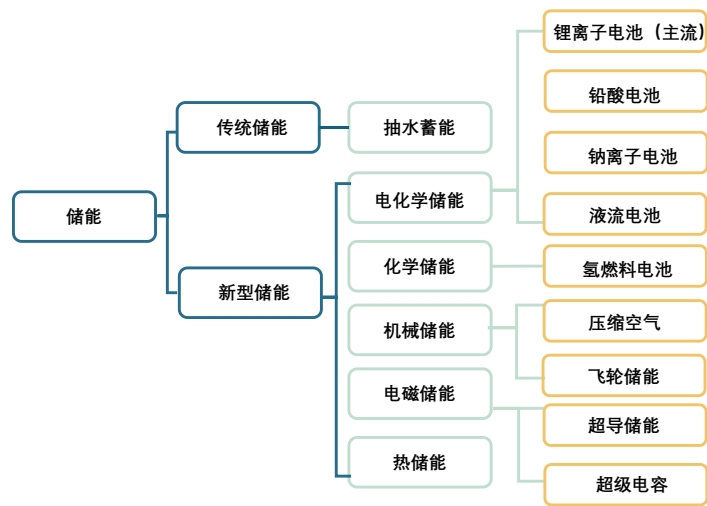 储能
传统储能
抽水蓄能
新型储能
电化学储能
锂离子电池（主流）
铅酸电池
钠离子电池
液流电池
化学储能
氢燃料电池
机械储能
压缩空气
飞轮储能
电磁储能
超导储能
超级电容
热储能